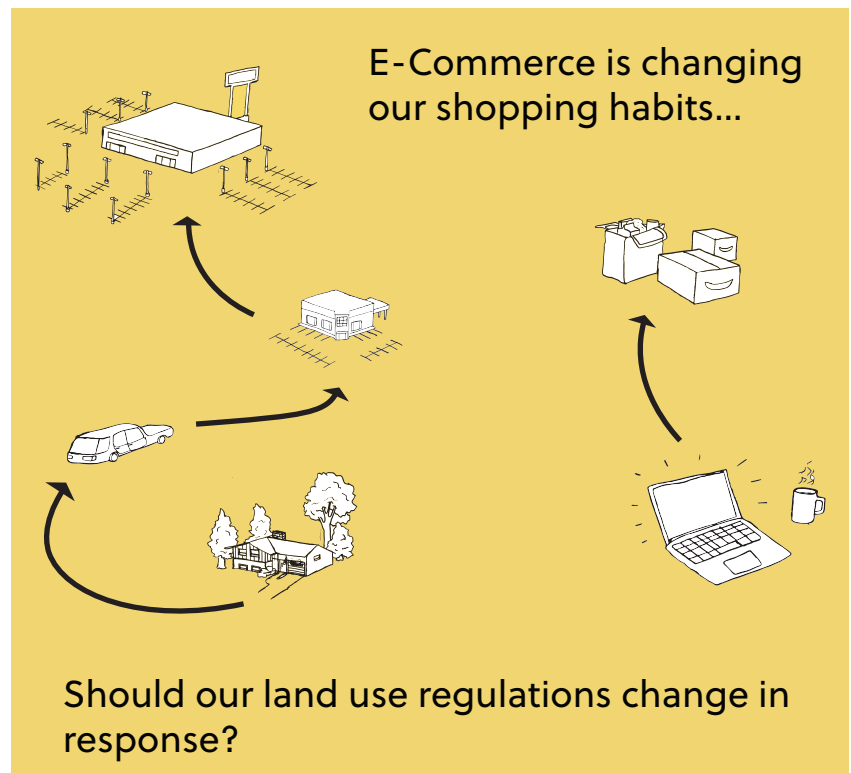 E-Commerce is changing
our shopping habits...
Should our land use regulations change in
response?